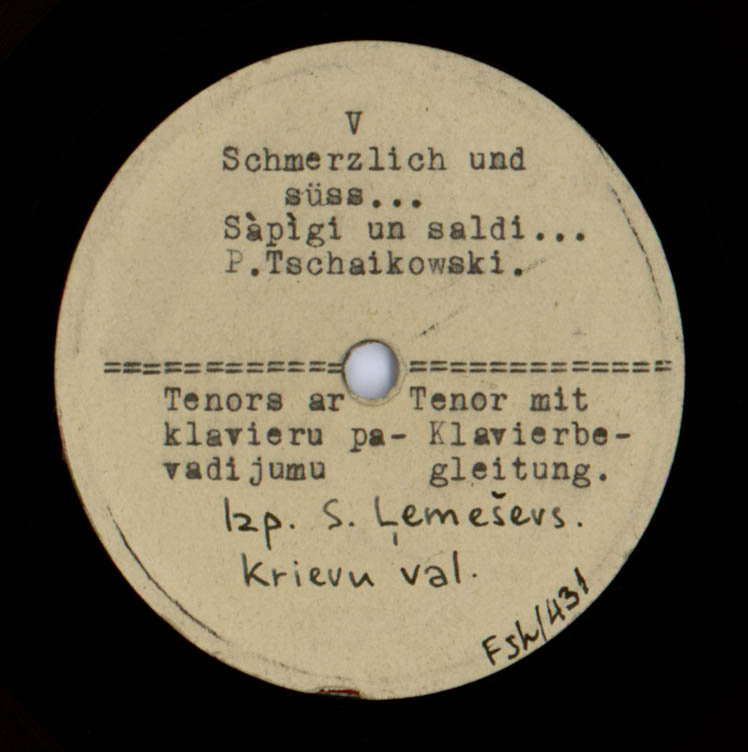 V
Schmerzlich und
süss...
Sàpìgi un saldi...
P.Tschaikowski.
===========================
Tenors ar
klavieru pa-
vadijumu
Tenor mit
Klavierbe-
gleitung.
Izp. S. Ļemeševs.
Krievu val.
Fsh/431